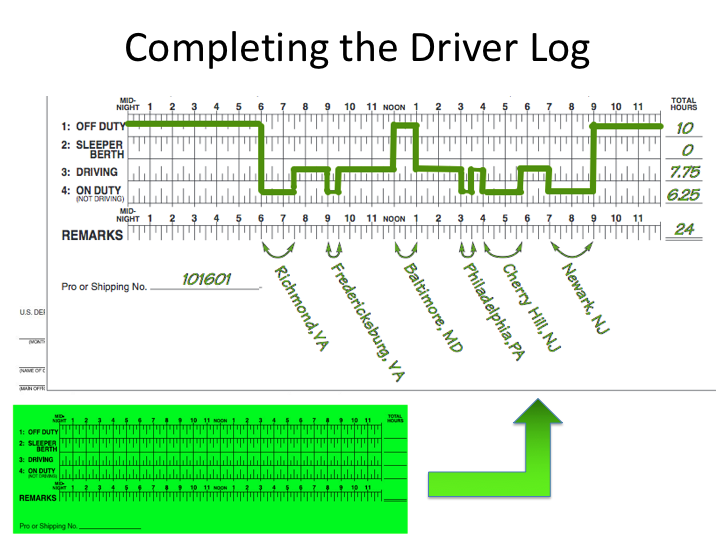 Completing the Driver Log
MID-
NIGHT 1 2 3 4 5 6 7 8 9 10 11 NOON 1 2 3 4 5 6 7 8 9 10 11 TOTAL HOURS
1: OFF DUTY 10
2: SLEEPER
BERTH 0
3: DRIVING 7.75
4: ON DUTY 6.25
(NOT DRIVING)
MID-
NIGHT 1 2 3 4 5 6 7 8 9 10 11 NOON 1 2 3 4 5 6 7 8 9 10 11
REMARKS 24
Richmond, VA
Fredericksburg, VA
Baltimore, MD
Philadelphia, PA
Cherry Hill, NJ
Newark, NJ
Pro or Shipping No. 101601
U.S. DEI
(MONT
(NAME OF C
(MAIN OFFI
MID-
NIGHT 1 2 3 4 5 6 7 8 9 10 11 NOON 1 2 3 4 5 6 7 8 9 10 11 TOTAL HOURS
1: OFF DUTY
2: SLEEPER
BERTH
3: DRIVING
4: ON DUTY
(NOT DRIVING)
MID-
NIGHT 1 2 3 4 5 6 7 8 9 10 11 NOON 1 2 3 4 5 6 7 8 9 10 11
REMARKS
Pro or Shipping No.